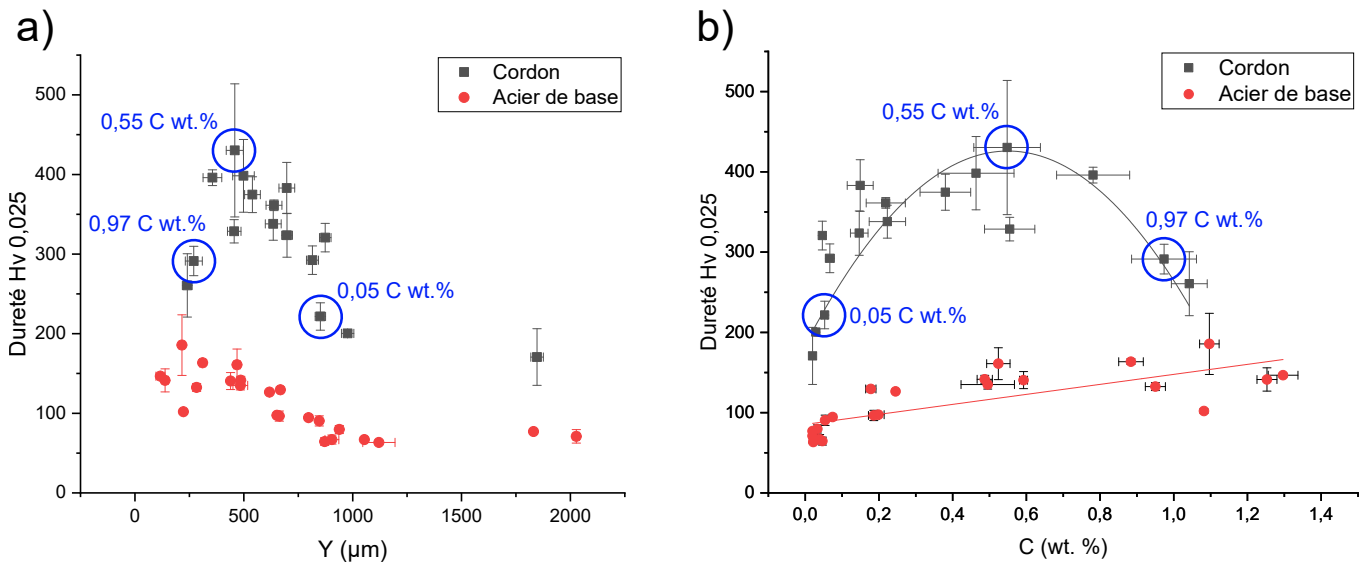 a)
Dureté Hv 0,025
500
400
300
200
100
0
0
500
1000
1500
2000
Y (µm)
Cordon
Acier de base
0,55 C wt.%
0,97 C wt.%
0,05 C wt.%
b)
Dureté Hv 0,025
500
400
300
200
100
0
0,0
0,2
0,4
0,6
0,8
1,0
1,2
1,4
C (wt. %)
Cordon
Acier de base
0,55 C wt.%
0,97 C wt.%
0,05 C wt.%